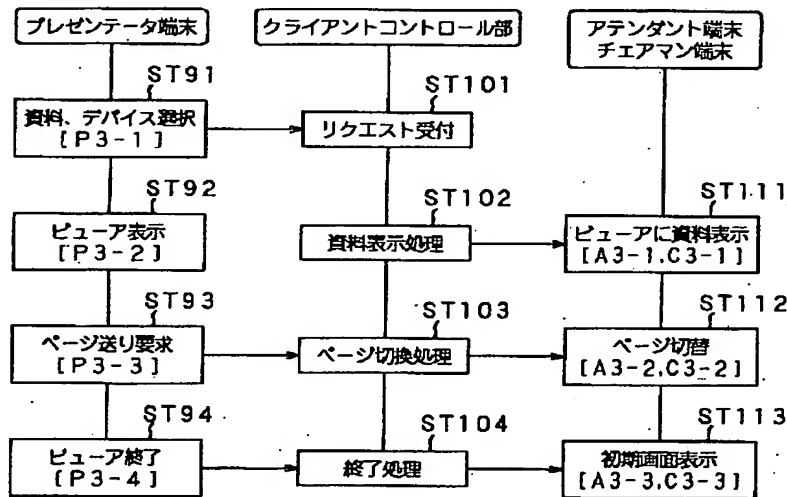 プレゼンテータ端末
クライアントコントロール部
アテンダント端末
チェアマン端末
ST91
資料、デバイス選択
[P3-1]
ST101
リクエスト受付
ST92
ビューア表示
[P3-2]
ST102
資料表示処理
ST111
ビューアに資料表示
[A3-1,C3-1]
ST93
ページ送り要求
[P3-3]
ST103
ページ切換処理
ST112
ページ切替
[A3-2,C3-2]
ST94
ビューア終了
[P3-4]
ST104
終了処理
ST113
初期画面表示
[A3-3,C3-3]